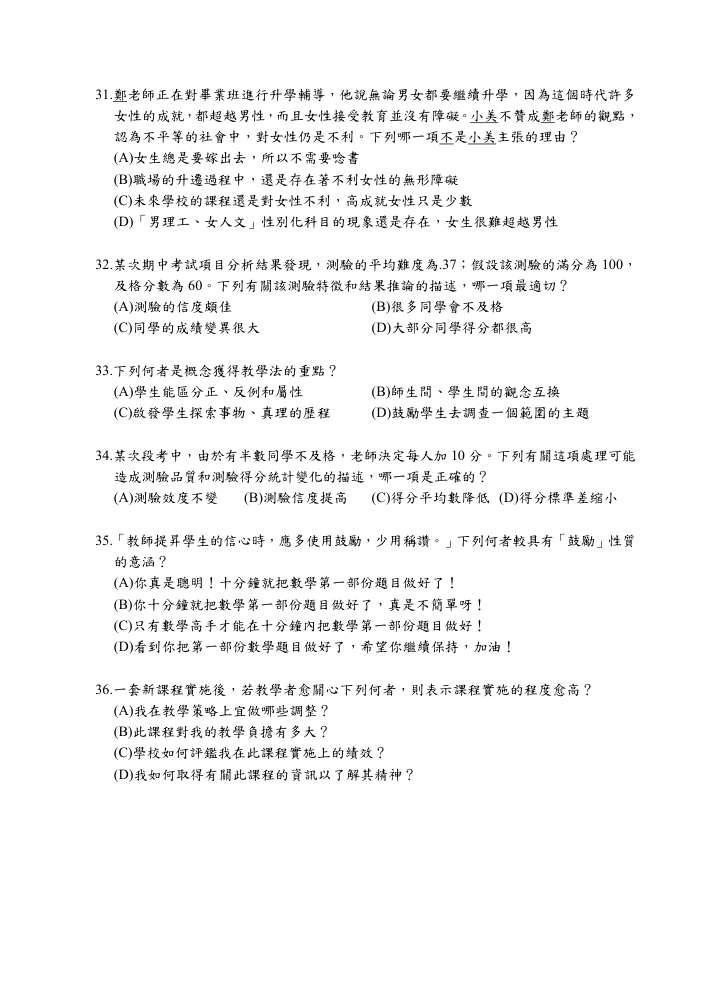 31.鄭老師正在對畢業班進行升學輔導，他說無論男女都要繼續升學，因為這個時代許多
女性的成就，都超越男性，而且女性接受教育並沒有障礙。小美不贊成鄭老師的觀點，
認為不平等的社會中，對女性仍是不利。下列哪一項不是小美主張的理由？
(A)女生總是要嫁出去，所以不需要唸書
(B)職場的升遷過程中，還是存在著不利女性的無形障礙
(C)未來學校的課程還是對女性不利，高成就女性只是少數
(D)「男理工、女人文」性別化科目的現象還是存在，女生很難超越男性
32.某次期中考試項目分析結果發現，測驗的平均難度為.37；假設該測驗的滿分為 100，
及格分數為 60。下列有關該測驗特徵和結果推論的描述，哪一項最適切？
(A)測驗的信度頗佳 (B)很多同學會不及格
(C)同學的成績變異很大 (D)大部分同學得分都很高
33.下列何者是概念獲得教學法的重點？
(A)學生能區分正、反例和屬性 (B)師生間、學生間的觀念互換
(C)啟發學生探索事物、真理的歷程 (D)鼓勵學生去調查一個範圍的主題
34.某次段考中，由於有半數同學不及格，老師決定每人加 10 分。下列有關這項處理可能
造成測驗品質和測驗得分統計變化的描述，哪一項是正確的？
(A)測驗效度不變 (B)測驗信度提高 (C)得分平均數降低 (D)得分標準差縮小
35.「教師提昇學生的信心時，應多使用鼓勵，少用稱讚。」下列何者較具有「鼓勵」性質
的意涵？
(A)你真是聰明！十分鐘就把數學第一部份題目做好了！
(B)你十分鐘就把數學第一部份題目做好了，真是不簡單呀！
(C)只有數學高手才能在十分鐘內把數學第一部份題目做好！
(D)看到你把第一部份數學題目做好了，希望你繼續保持，加油！
36.一套新課程實施後，若教學者愈關心下列何者，則表示課程實施的程度愈高？
(A)我在教學策略上宜做哪些調整？
(B)此課程對我的教學負擔有多大？
(C)學校如何評鑑我在此課程實施上的績效？
(D)我如何取得有關此課程的資訊以了解其精神？